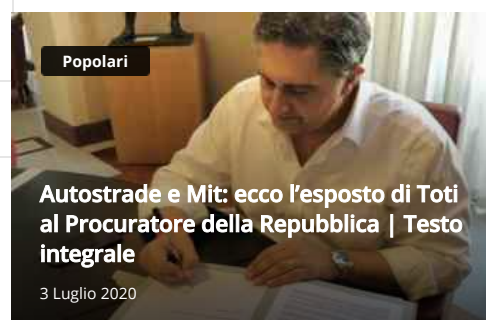 Popolari
Autostrade e Mit: ecco l’esposto di Toti
al Procuratore della Repubblica | Testo
integrale
3 Luglio 2020